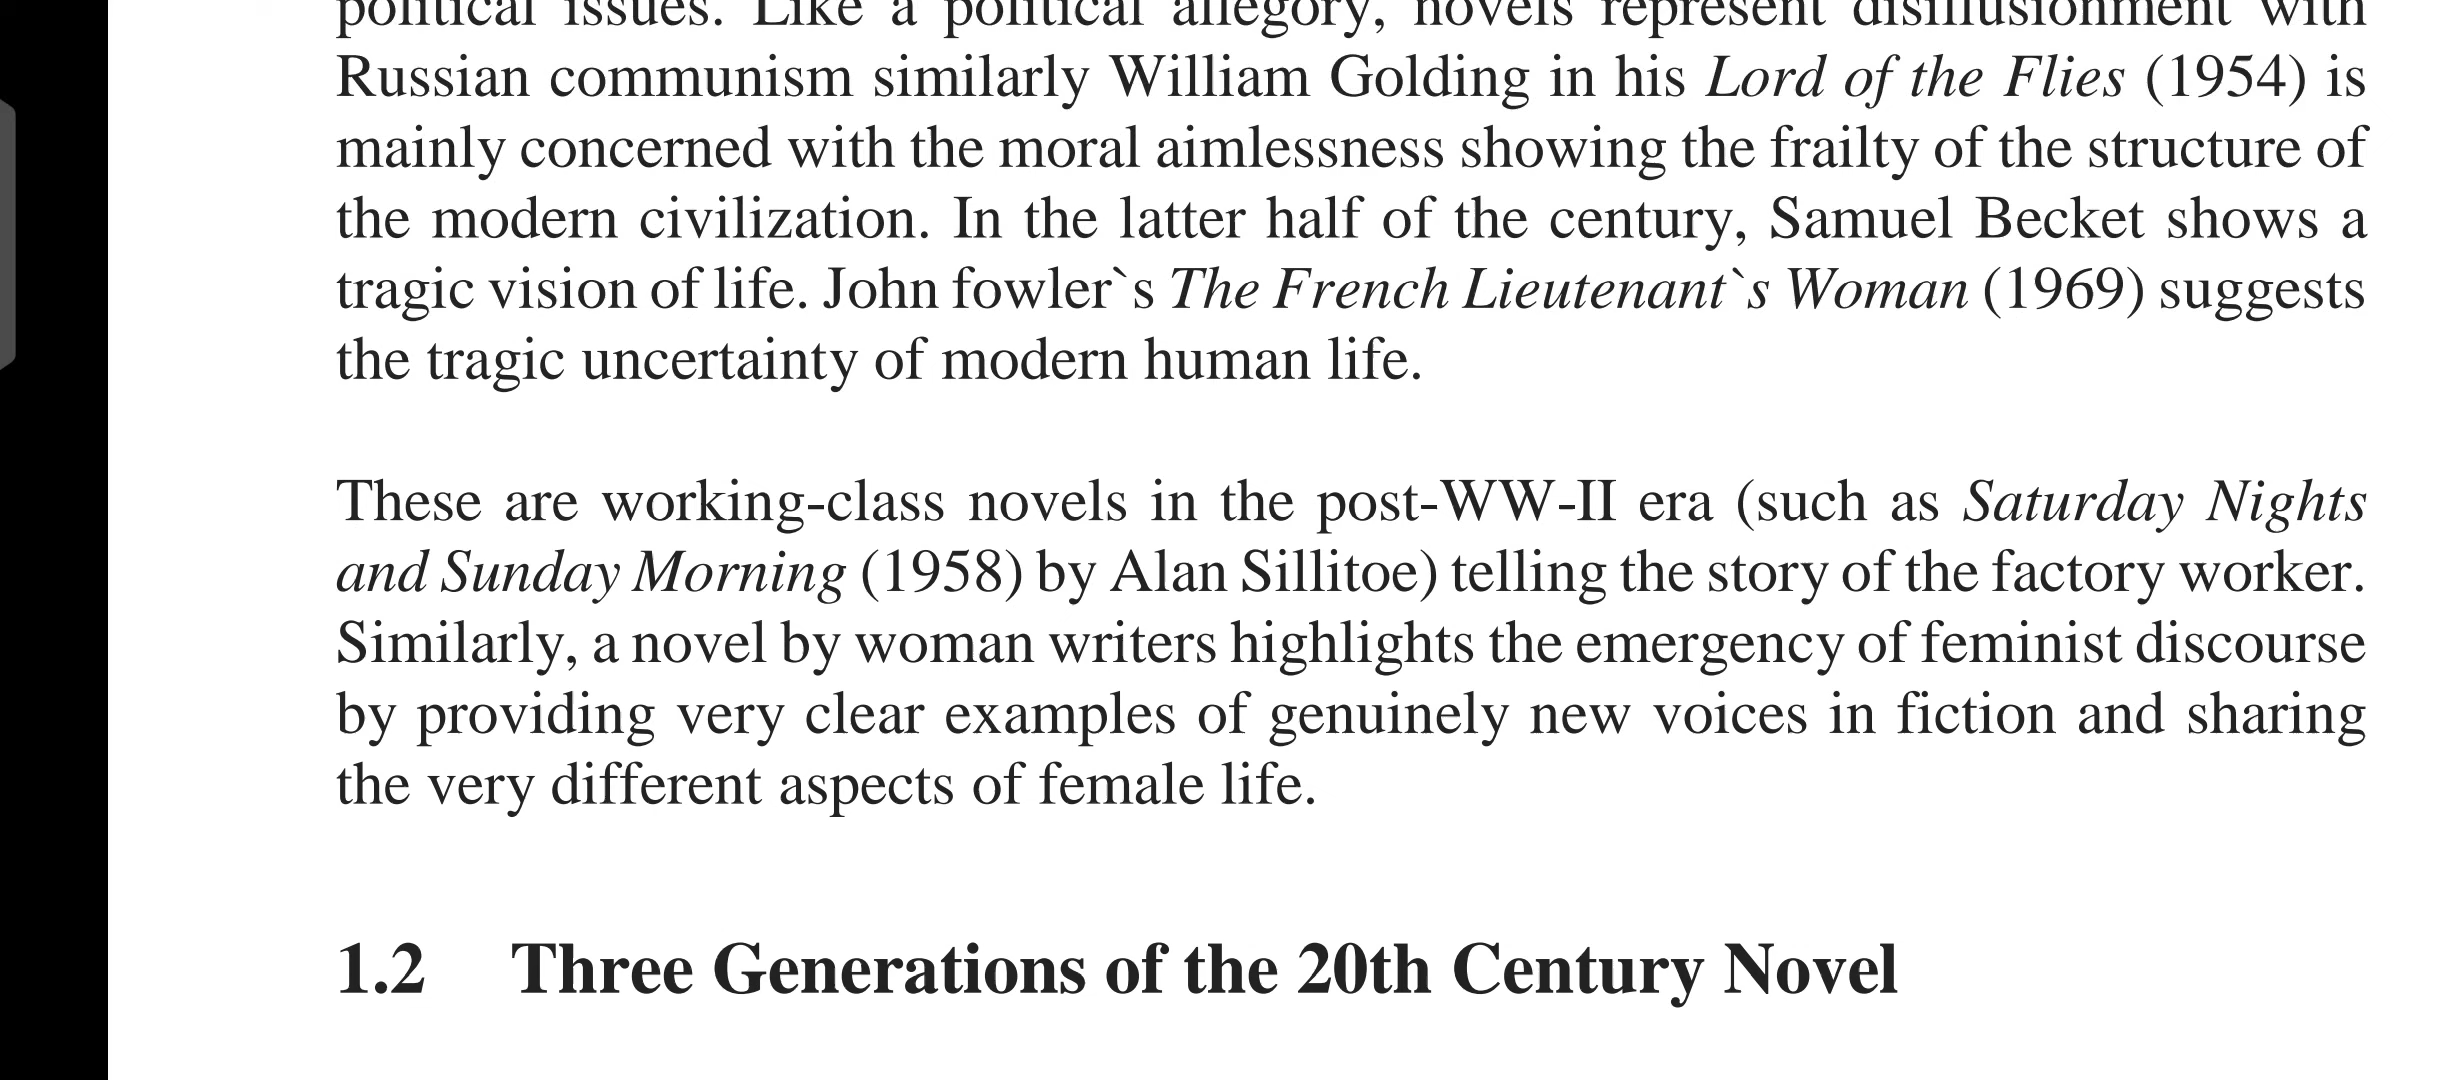 political issues. Like a political allegory, novels represent disillusionment with
Russian communism similarly William Golding in his Lord of the Flies (1954) is
mainly concerned with the moral aimlessness showing the frailty of the structure of
the modern civilization. In the latter half of the century, Samuel Becket shows a
tragic vision of life. John fowler`s The French Lieutenant`s Woman (1969) suggests
the tragic uncertainty of modern human life.
These are working-class novels in the post-WW-II era (such as Saturday Nights
and Sunday Morning (1958) by Alan Sillitoe) telling the story of the factory worker.
Similarly, a novel by woman writers highlights the emergency of feminist discourse
by providing very clear examples of genuinely new voices in fiction and sharing
the very different aspects of female life.
1.2 Three Generations of the 20th Century Novel